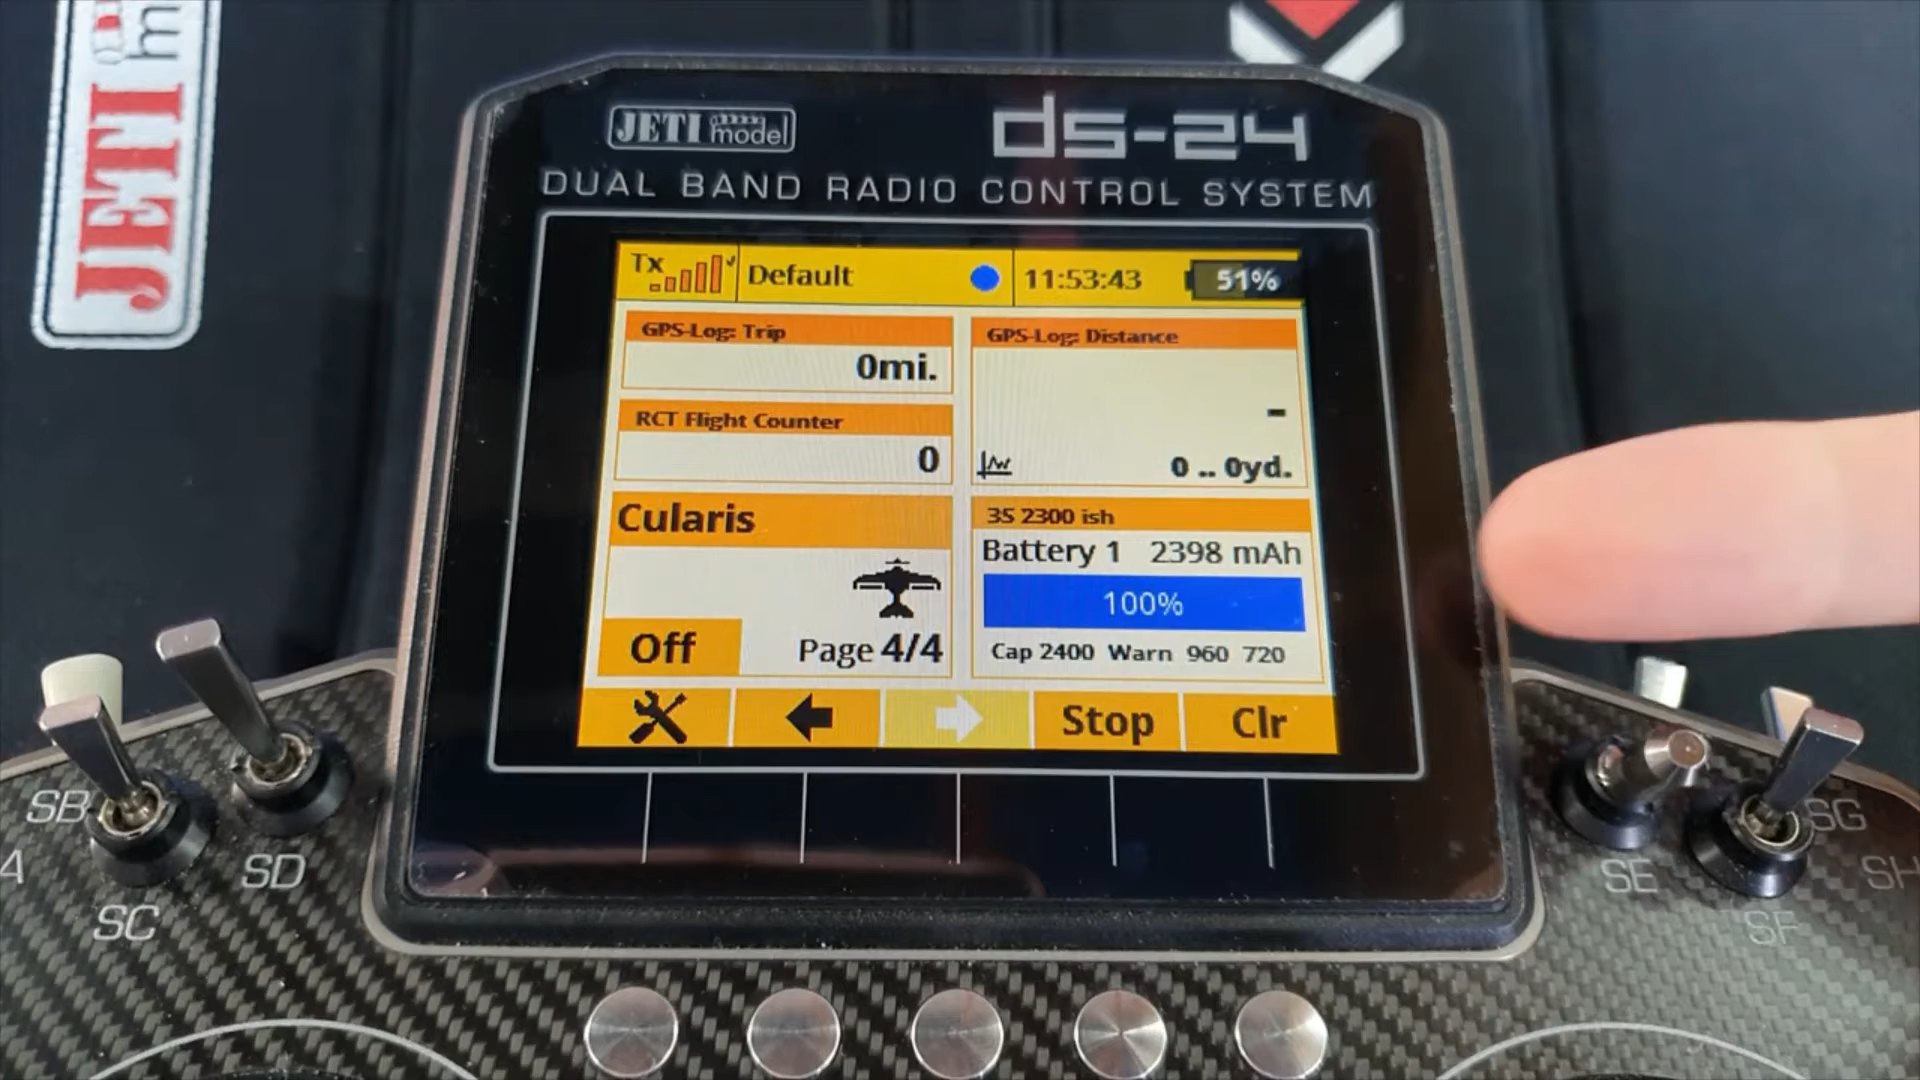 JETI m
JETI model
ds-24
DUAL BAND RADIO CONTROL SYSTEM
Tx
Default
11:53:43
51%
GPS-Log: Trip
0mi.
GPS-Log: Distance
-
0 .. 0yd.
RCT Flight Counter
0
Cularis
Off
Page 4/4
3S 2300 ish
Battery 1 2398 mAh
100%
Cap 2400 Warn 960 720
Stop
Clr
SB
A
SC
SD
SE
SF
SG
SH